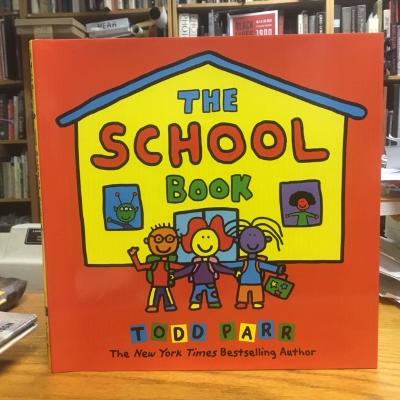 THE
SCHOOL
BOOK
TODD PARR
The New York Times Bestselling Author